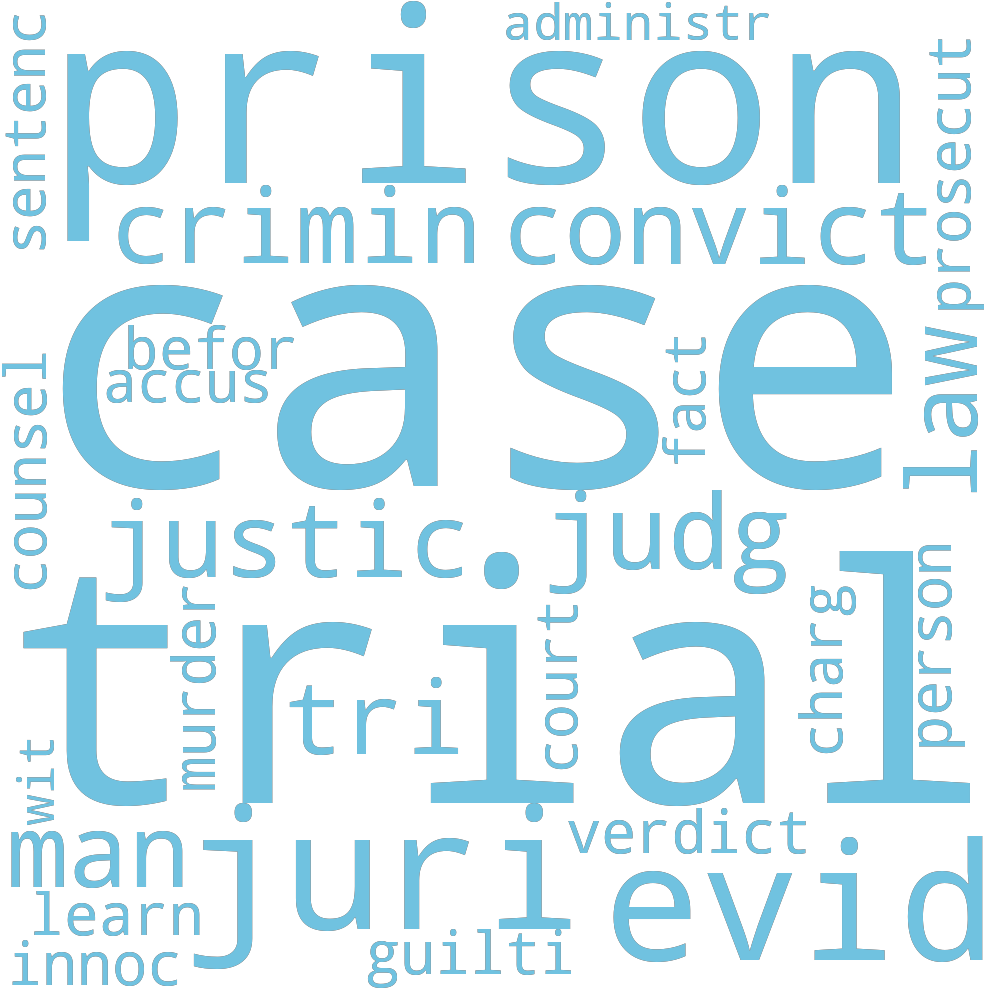 administr
prison
sentenc
prosecut
crimin
convict
case
befor
accus
fact
law
counsel
justic
judg
trial
murder
tri
court
charg
person
wit
man
juri
verdict
evid
learn
innoc
guilti